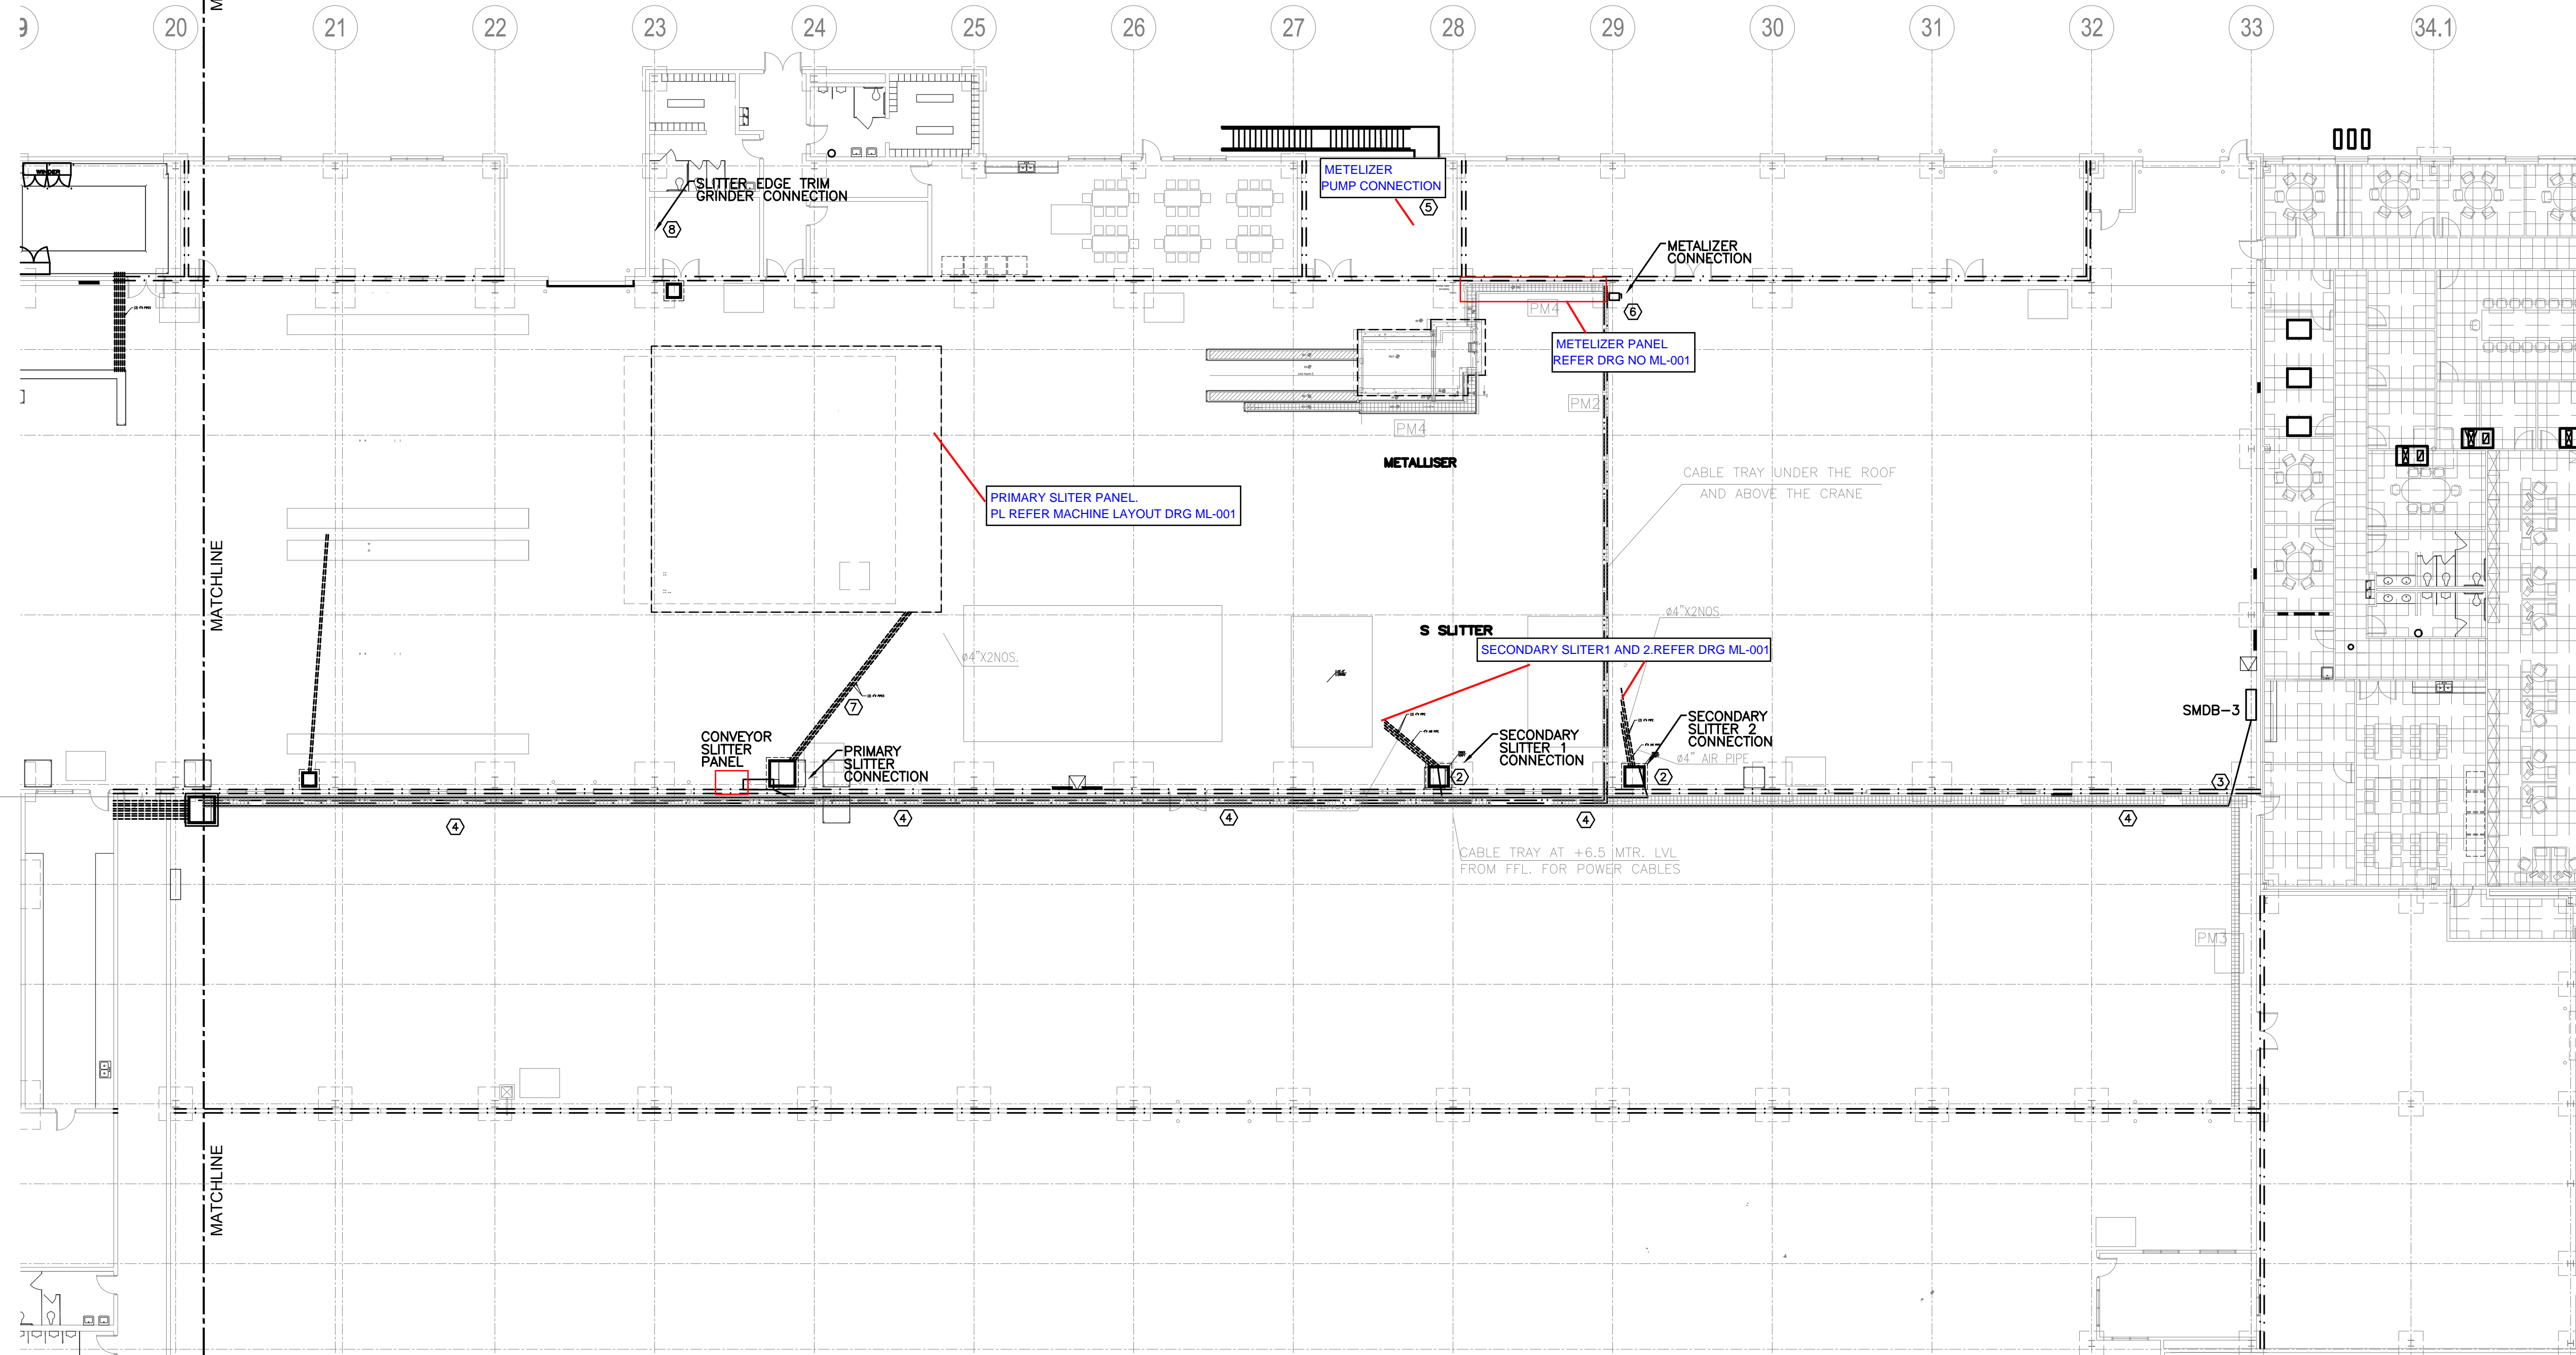 20
21
22
23
24
25
26
27
28
29
30
31
32
33
34.1
WINDER
SLITTER EDGE TRIM
GRINDER CONNECTION
8
METELIZER
PUMP CONNECTION
5
METALIZER
CONNECTION
6
PM4
METELIZER PANEL
REFER DRG NO ML-001
PM2
PM4
METALLISER
CABLE TRAY UNDER THE ROOF
AND ABOVE THE CRANE
PRIMARY SLITER PANEL.
PL REFER MACHINE LAYOUT DRG ML-001
MATCHLINE
ø4"X2NOS.
ø4"X2NOS.
S SLITTER
SECONDARY SLITER1 AND 2.REFER DRG ML-001
7
SMDB-3
CONVEYOR
SLITTER
PANEL
PRIMARY
SLITTER
CONNECTION
SECONDARY
SLITTER 1
CONNECTION
2
SECONDARY
SLITTER 2
CONNECTION
ø4" AIR PIPE
2
3
4
4
4
4
4
CABLE TRAY AT +6.5 MTR. LVL
FROM FFL. FOR POWER CABLES
PM3
MATCHLINE